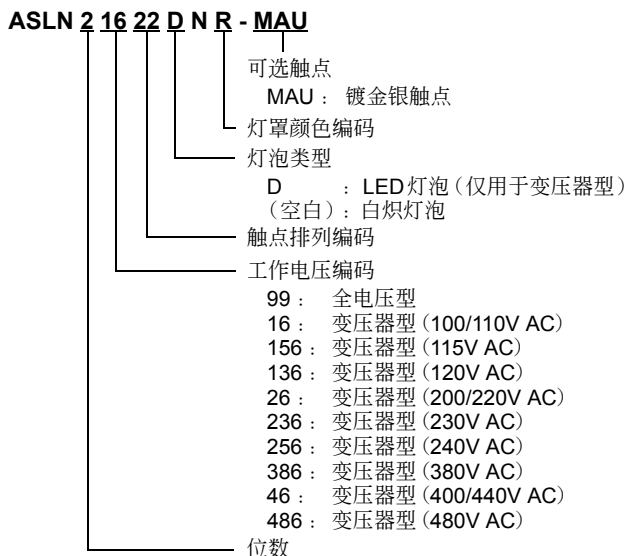 ASLN 2 16 22 D N R - MAU
可选触点
MAU： 镀金银触点
灯罩颜色编码
灯泡类型
D ：LED灯泡（仅用于变压器型）
（空白）：白炽灯泡
触点排列编码
工作电压编码
99： 全电压型
16： 变压器型（100/110V AC）
156： 变压器型（115V AC）
136： 变压器型（120V AC）
26： 变压器型（200/220V AC）
236： 变压器型（230V AC）
256： 变压器型（240V AC）
386： 变压器型（380V AC）
46： 变压器型（400/440V AC）
486： 变压器型（480V AC）
位数